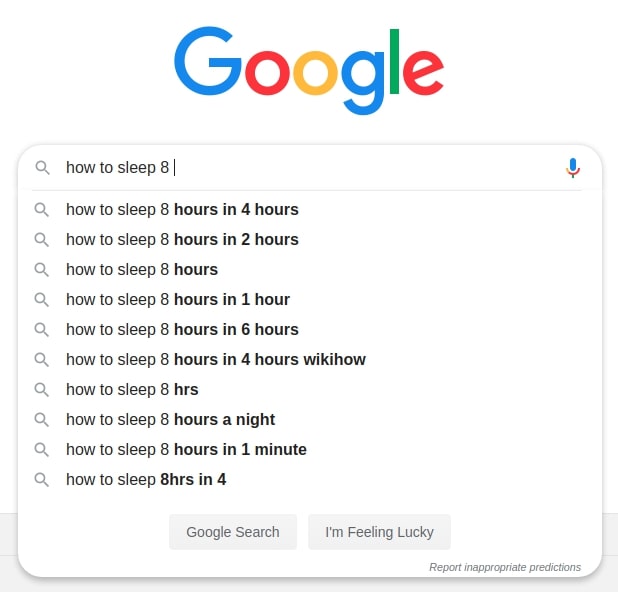 Google
how to sleep 8
how to sleep 8 hours in 4 hours
how to sleep 8 hours in 2 hours
how to sleep 8 hours
how to sleep 8 hours in 1 hour
how to sleep 8 hours in 6 hours
how to sleep 8 hours in 4 hours wikihow
how to sleep 8 hrs
how to sleep 8 hours a night
how to sleep 8 hours in 1 minute
how to sleep 8hrs in 4
Google Search I'm Feeling Lucky
Report inappropriate predictions